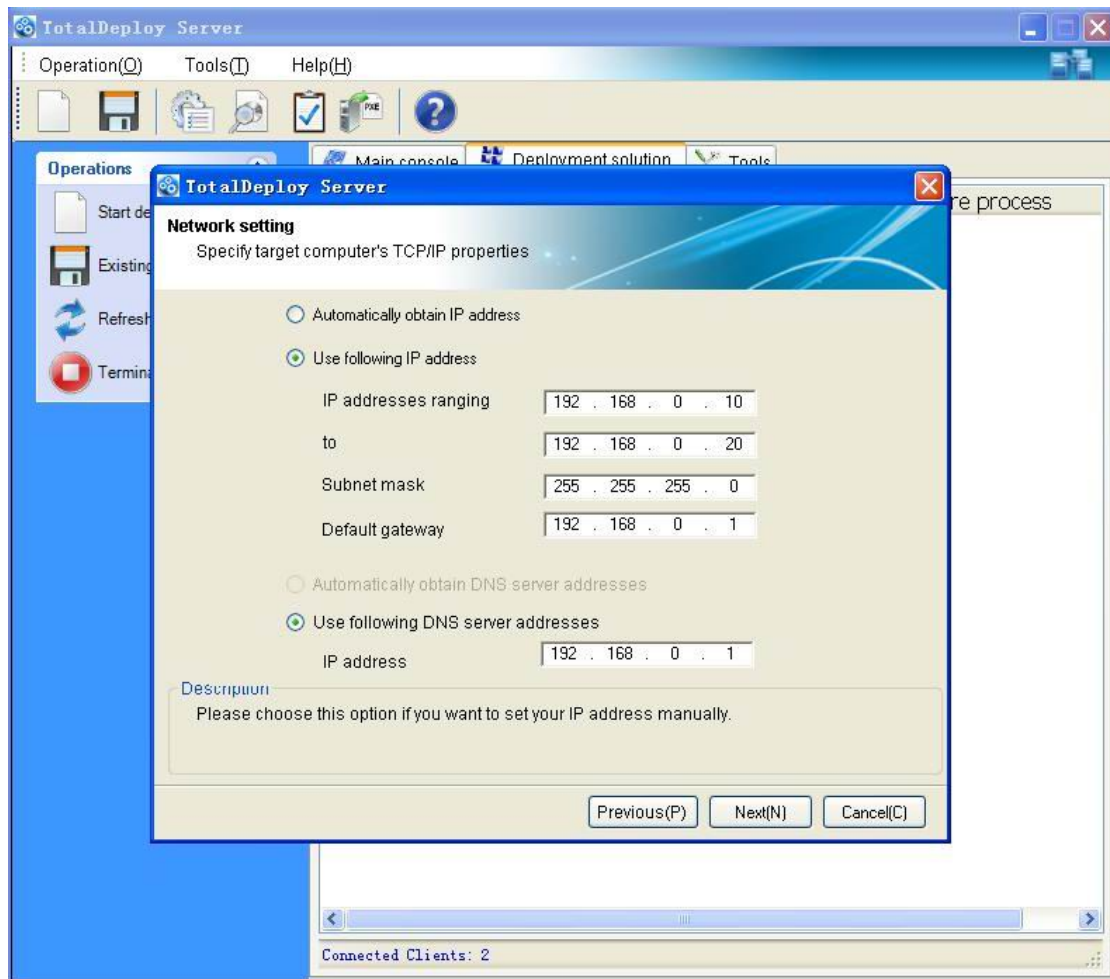 TotalDeploy Server
Operation(O) Tools(T) Help(H)
PXE
Operations
Main console Deployment solution Tools
Start de
Existing
Refresh
Termina
re process
TotalDeploy Server
Network setting
Specify target computer's TCP/IP properties
Automatically obtain IP address
Use following IP address
IP addresses ranging 192 . 168 . 0 . 10
to 192 . 168 . 0 . 20
Subnet mask 255 . 255 . 255 . 0
Default gateway 192 . 168 . 0 . 1
Automatically obtain DNS server addresses
Use following DNS server addresses
IP address 192 . 168 . 0 . 1
Description
Please choose this option if you want to set your IP address manually.
Previous(P) Next(N) Cancel(C)
Connected Clients: 2